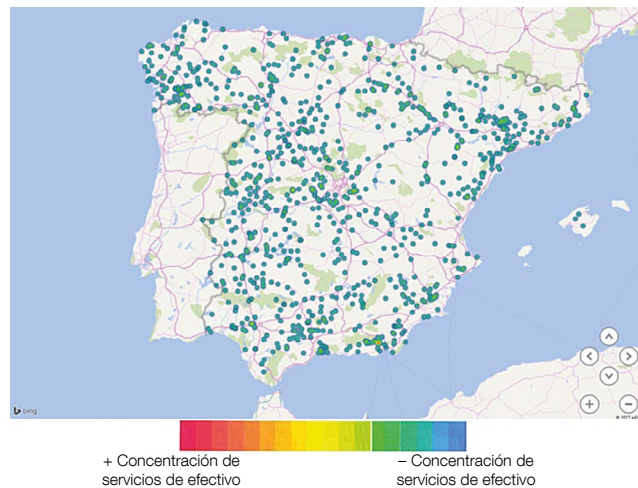 bing
+ Concentración de
servicios de efectivo
– Concentración de
servicios de efectivo